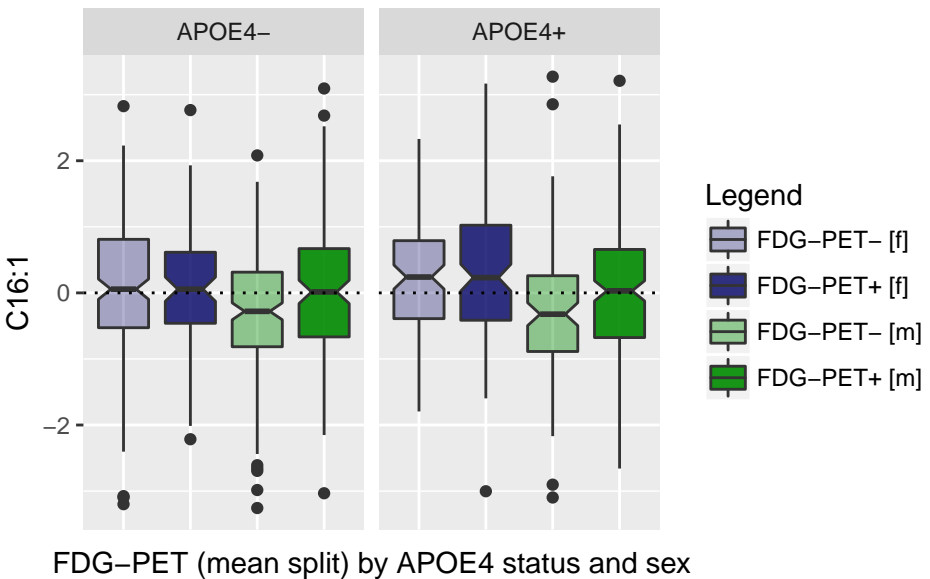 APOE4−
APOE4+
2
0
−2
C16:1
FDG−PET (mean split) by APOE4 status and sex
Legend
FDG−PET− [f]
FDG−PET+ [f]
FDG−PET− [m]
FDG−PET+ [m]